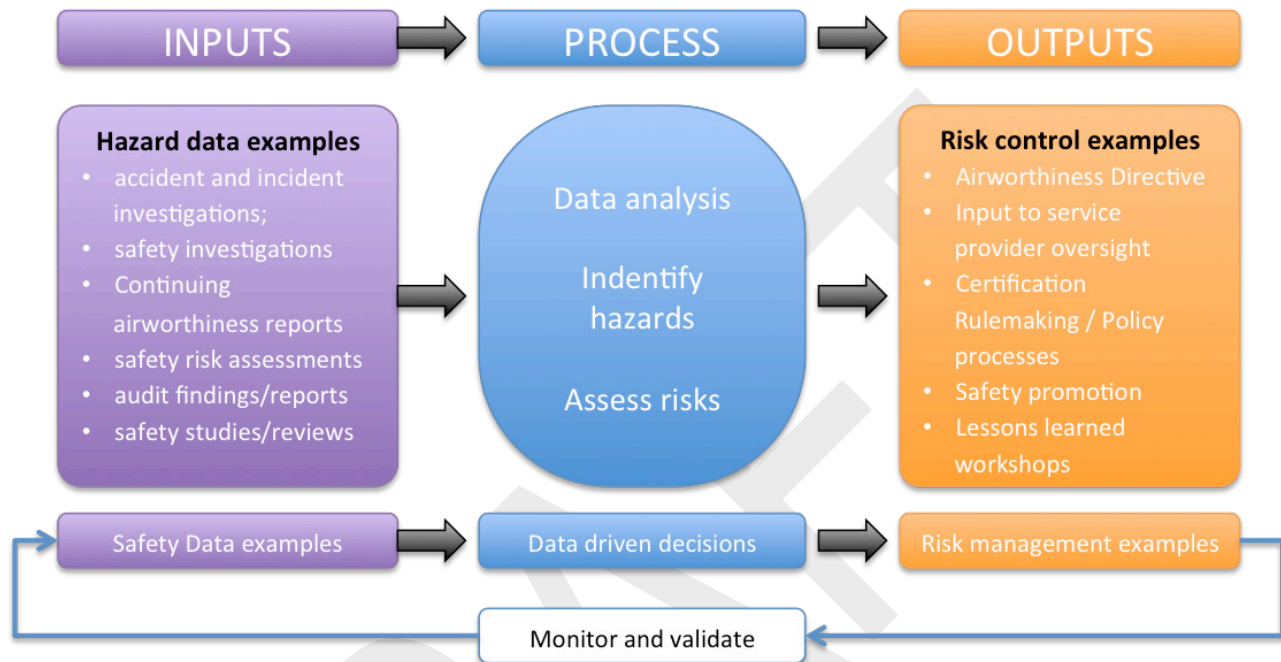 INPUTS
PROCESS
OUTPUTS
Hazard data examples
• accident and incident
investigations;
• safety investigations
• Continuing
airworthiness reports
• safety risk assessments
• audit findings/reports
• safety studies/reviews
Data analysis
Indentify
hazards
Assess risks
Risk control examples
• Airworthiness Directive
• Input to service
provider oversight
• Certification
Rulemaking / Policy
processes
• Safety promotion
• Lessons learned
workshops
Safety Data examples
Data driven decisions
Risk management examples
Monitor and validate